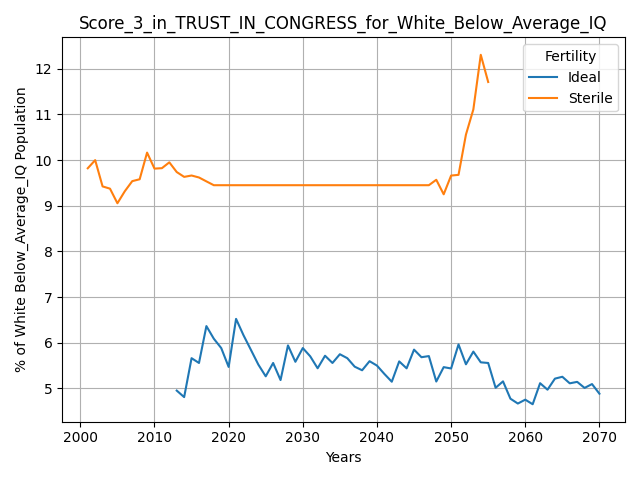 Score_3_in_TRUST_IN_CONGRESS_for_White_Below_Average_IQ
% of White Below_Average_IQ Population
12
11
10
9
8
7
6
5
Fertility
Ideal
Sterile
2000 2010 2020 2030 2040 2050 2060 2070
Years